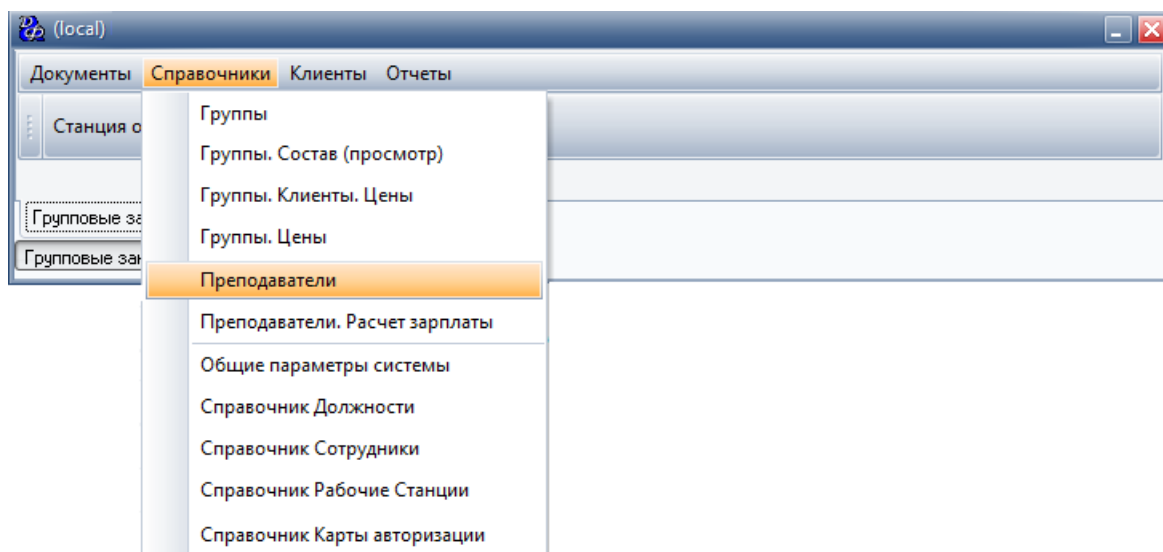 (local)
Документы Справочники Клиенты Отчеты
Станция о
Группы
Группы. Состав (просмотр)
Группы. Клиенты. Цены
Групповые за
Группы. Цены
Групповые зак
Преподаватели
Преподаватели. Расчет зарплаты
Общие параметры системы
Справочник Должности
Справочник Сотрудники
Справочник Рабочие Станции
Справочник Карты авторизации